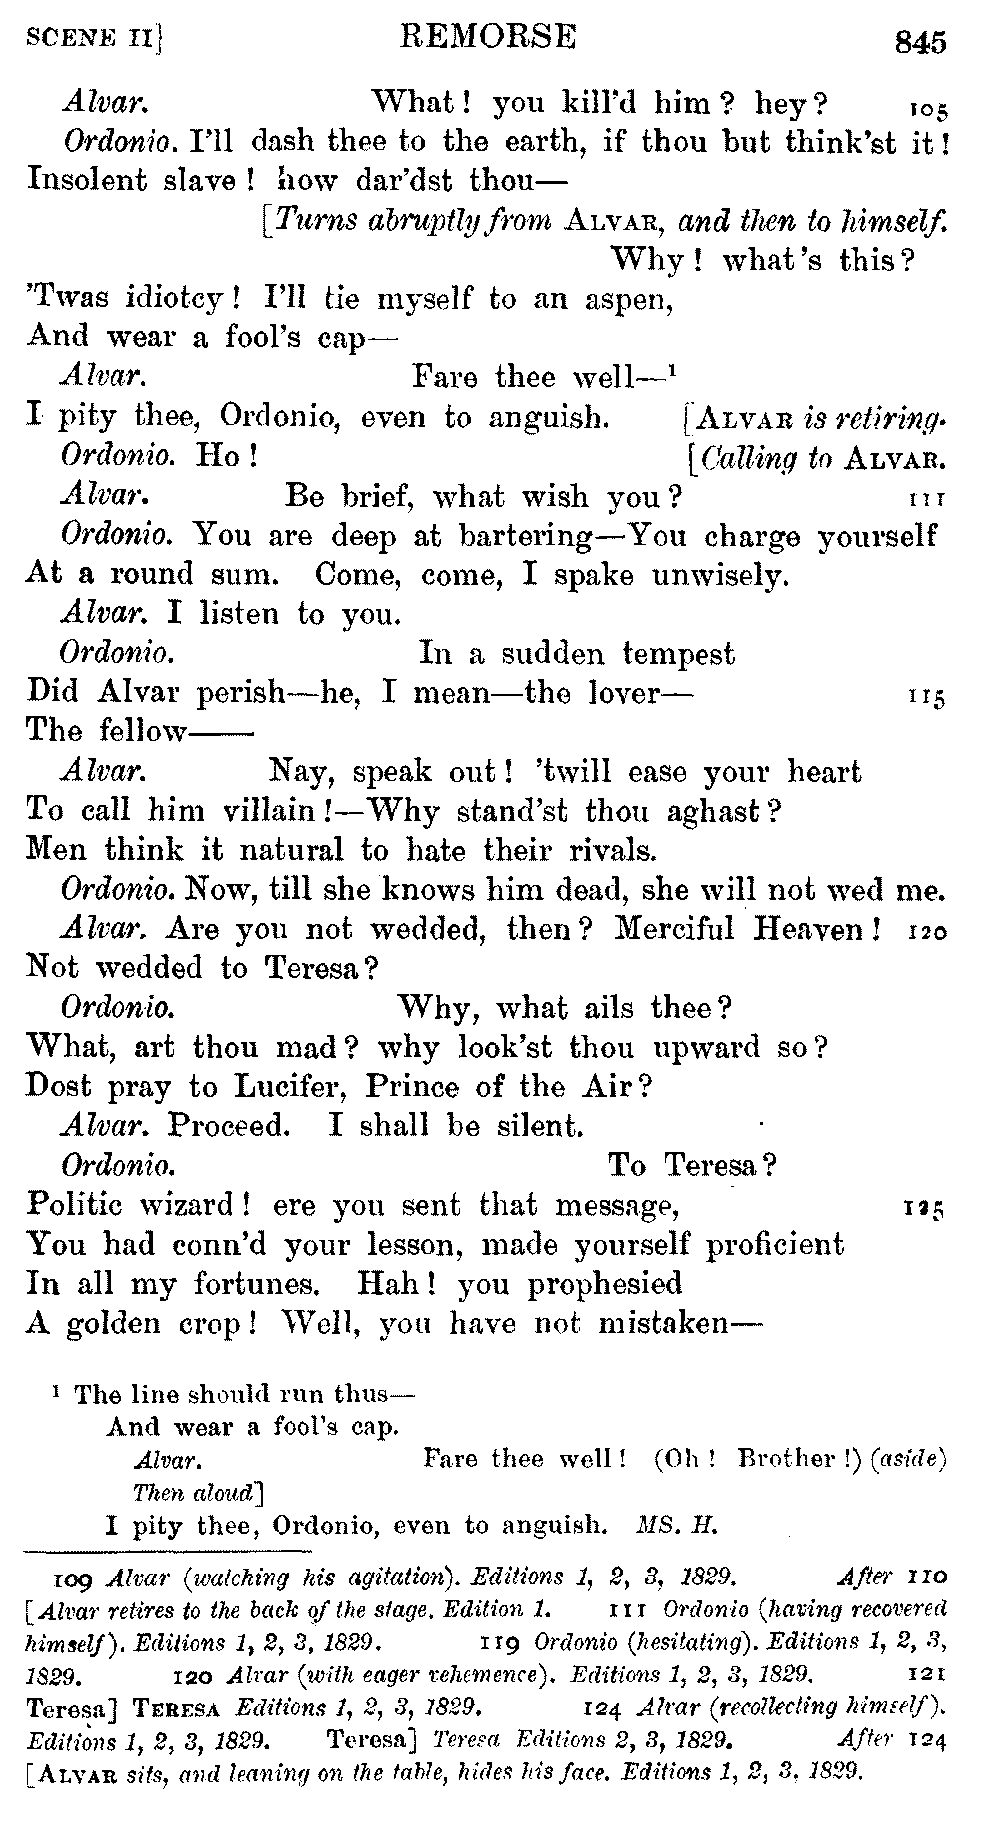 SCENE II] REMORSE 845
Alvar. What! you kill'd him? hey? 105
Ordonio. I'll dash thee to the earth, if thou but think'st it!
Insolent slave! how dar'dst thou—
[Turns abruptly from ALVAR, and then to himself.
Why! what's this?
'Twas idiotcy! I'll tie myself to an aspen,
And wear a fool's cap—
Alvar. Fare thee well—¹
I pity thee, Ordonio, even to anguish. [ALVAR is retiring.
Ordonio. Ho! [Calling to ALVAR.
Alvar. Be brief, what wish you? 111
Ordonio. You are deep at bartering—You charge yourself
At a round sum. Come, come, I spake unwisely.
Alvar. I listen to you.
Ordonio. In a sudden tempest
Did Alvar perish—he, I mean—the lover— 115
The fellow——
Alvar. Nay, speak out! 'twill ease your heart
To call him villain!—Why stand'st thou aghast?
Men think it natural to hate their rivals.
Ordonio. Now, till she knows him dead, she will not wed me.
Alvar. Are you not wedded, then? Merciful Heaven! 120
Not wedded to Teresa?
Ordonio. Why, what ails thee?
What, art thou mad? why look'st thou upward so?
Dost pray to Lucifer, Prince of the Air?
Alvar. Proceed. I shall be silent.
Ordonio. To Teresa?
Politic wizard! ere you sent that message, 125
You had conn'd your lesson, made yourself proficient
In all my fortunes. Hah! you prophesied
A golden crop! Well, you have not mistaken—
¹ The line should run thus—
And wear a fool's cap.
Alvar. Fare thee well! (Oh! Brother!) (aside)
Then aloud]
I pity thee, Ordonio, even to anguish. MS. H.
109 Alvar (watching his agitation). Editions 1, 2, 3, 1829. After 110
[Alvar retires to the back of the stage. Edition 1. 111 Ordonio (having recovered
himself). Editions 1, 2, 3, 1829. 119 Ordonio (hesitating). Editions 1, 2, 3,
1829. 120 Alvar (with eager vehemence). Editions 1, 2, 3, 1829. 121
Teresa] TERESA Editions 1, 2, 3, 1829. 124 Alvar (recollecting himself).
Editions 1, 2, 3, 1829. Teresa] Teresa Editions 2, 3, 1829. After 124
[ALVAR sits, and leaning on the table, hides his face. Editions 1, 2, 3, 1829.